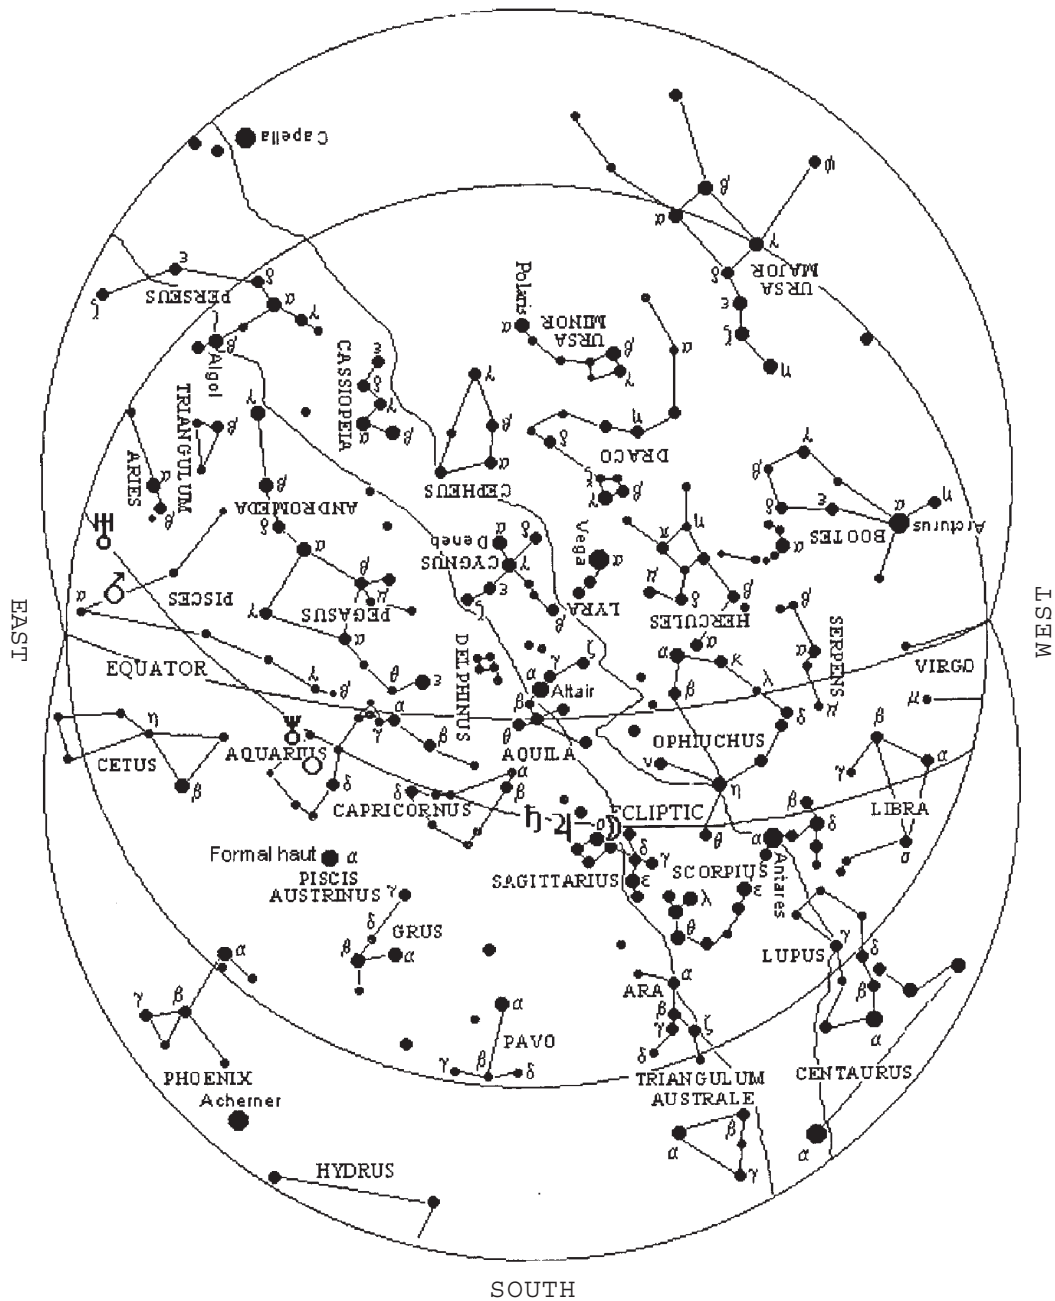 Capella
φ
β
α
γ
URSA
MAJOR
δ
ε
ζ
η
ε
δ
α
γ
ζ
PERSEUS
β
Algol
Polaris
α
URSA
MINOR
β
γ
α
CASSIOPEIA
ε
δ
γ
α
β
γ
β
α
CEPHEUS
η
δ
DRACO
ζ
ξ
β
γ
TRIANGULUM
β
ARIES
α
β
β
ANDROMEDA
δ
α
γ
β
δ
ε
α
BOOTES
η
Arcturus
α
Deneb
α
δ
CYGNUS
γ
ε
ζ
β
Vega
α
LYRA
η
π
μ
δ
β
HERCULES
α
PISCES
α
PEGASUS
β
μ
γ
α
θ
ε
EAST
WEST
SERPENS
β
α
μ
VIRGO
μ
EQUATOR
γ
β
DELPHINUS
ζ
γ
α
Altair
β
θ
AQUILA
α
κ
β
λ
δ
OPHIUCHUS
ν
η
θ
CETUS
η
β
AQUARIUS
α
γ
β
δ
CAPRICORNUS
δ
α
β
ECLIPTIC
LIBRA
β
γ
α
σ
Formal haut
α
PISCIS
AUSTRINUS
SAGITTARIUS
σ
δ
γ
ε
SCORPIUS
β
δ
α
Antares
ε
λ
θ
γ
δ
GRUS
β
α
LUPUS
γ
δ
β
α
CENTAURUS
α
PHOENIX
α
β
γ
Acherner
PAVO
α
β
γ
δ
ARA
α
β
γ
ζ
δ
TRIANGULUM
AUSTRALE
β
α
γ
HYDRUS
SOUTH